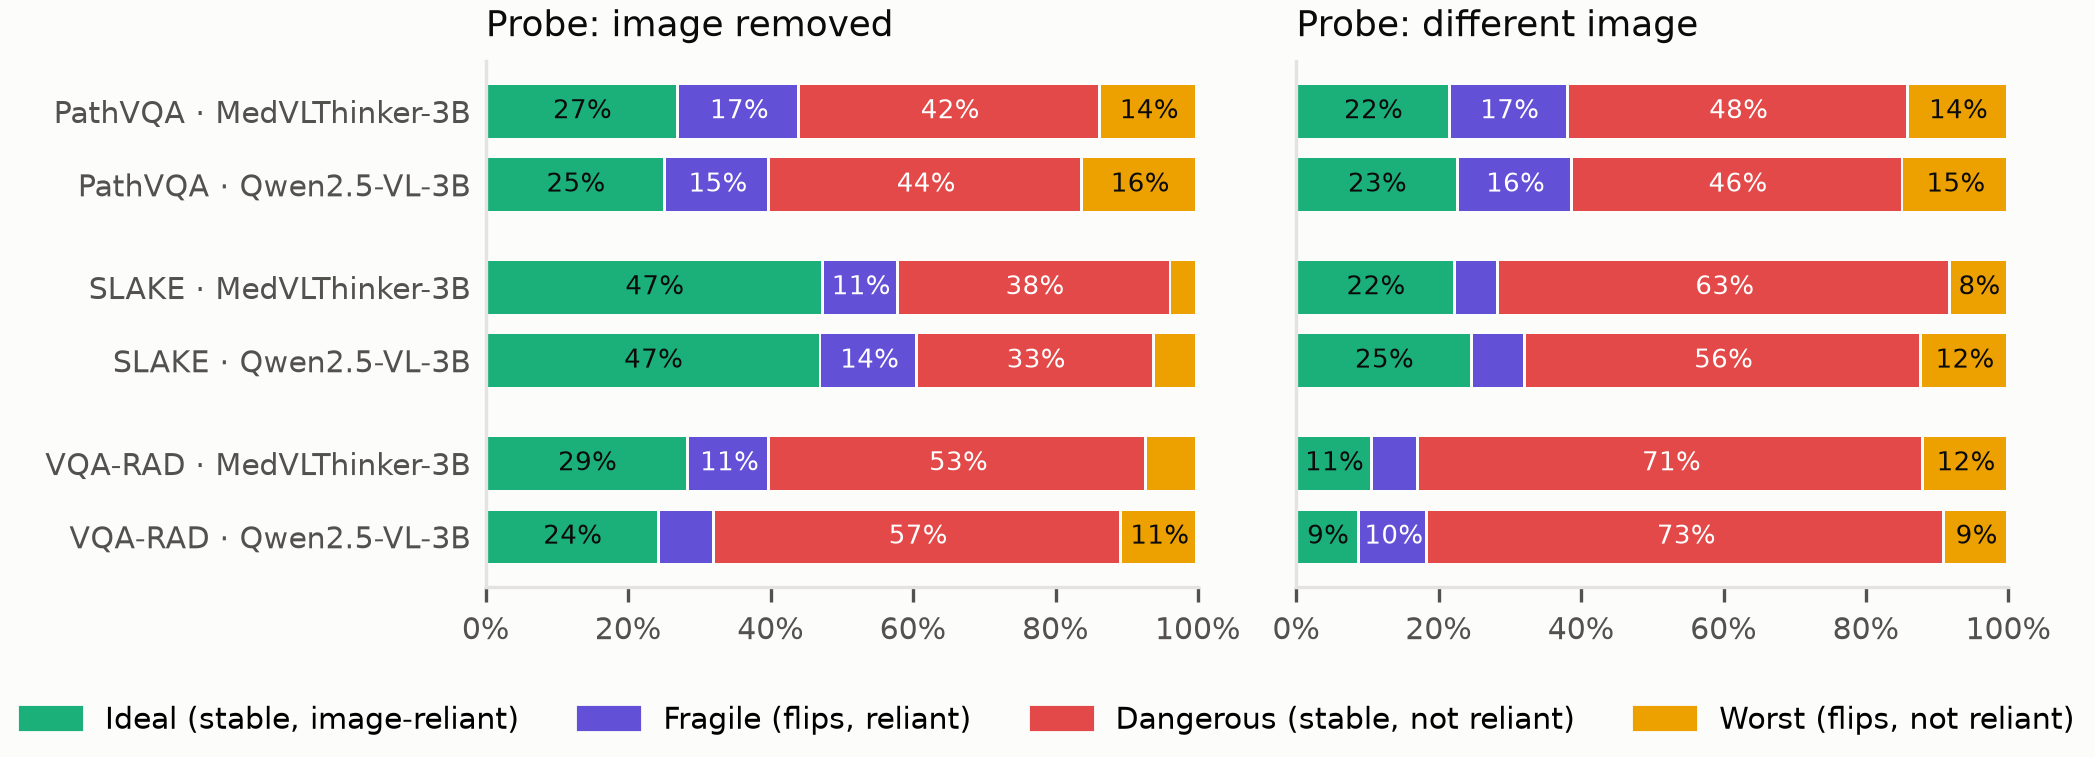 Probe: image removed
Probe: different image
PathVQA · MedVLThinker-3B 27% 17% 42% 14% 22% 17% 48% 14%
PathVQA · Qwen2.5-VL-3B 25% 15% 44% 16% 23% 16% 46% 15%
SLAKE · MedVLThinker-3B 47% 11% 38% 22% 63% 8%
SLAKE · Qwen2.5-VL-3B 47% 14% 33% 25% 56% 12%
VQA-RAD · MedVLThinker-3B 29% 11% 53% 11% 71% 12%
VQA-RAD · Qwen2.5-VL-3B 24% 57% 11% 9% 10% 73% 9%
0% 20% 40% 60% 80% 100% 0% 20% 40% 60% 80% 100%
Ideal (stable, image-reliant) Fragile (flips, reliant) Dangerous (stable, not reliant) Worst (flips, not reliant)